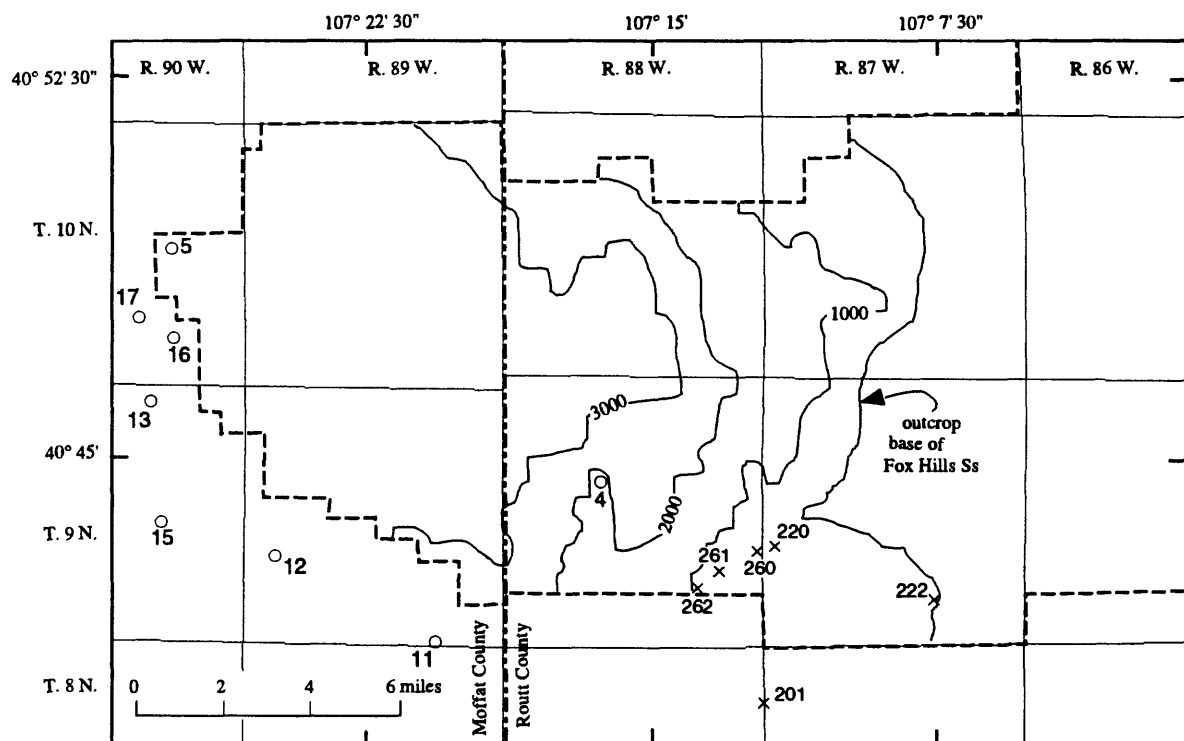 107° 22' 30"
107° 15'
107° 7' 30"
40° 52' 30"
R. 90 W.
R. 89 W.
R. 88 W.
R. 87 W.
R. 86 W.
T. 10 N.
5
17
16
1000
13
3000
outcrop
base of
Fox Hills Ss
40° 45'
4
2000
T. 9 N.
15
12
261
260
220
262
222
11
Moffat County
Routt County
T. 8 N.
0
2
4
6 miles
201